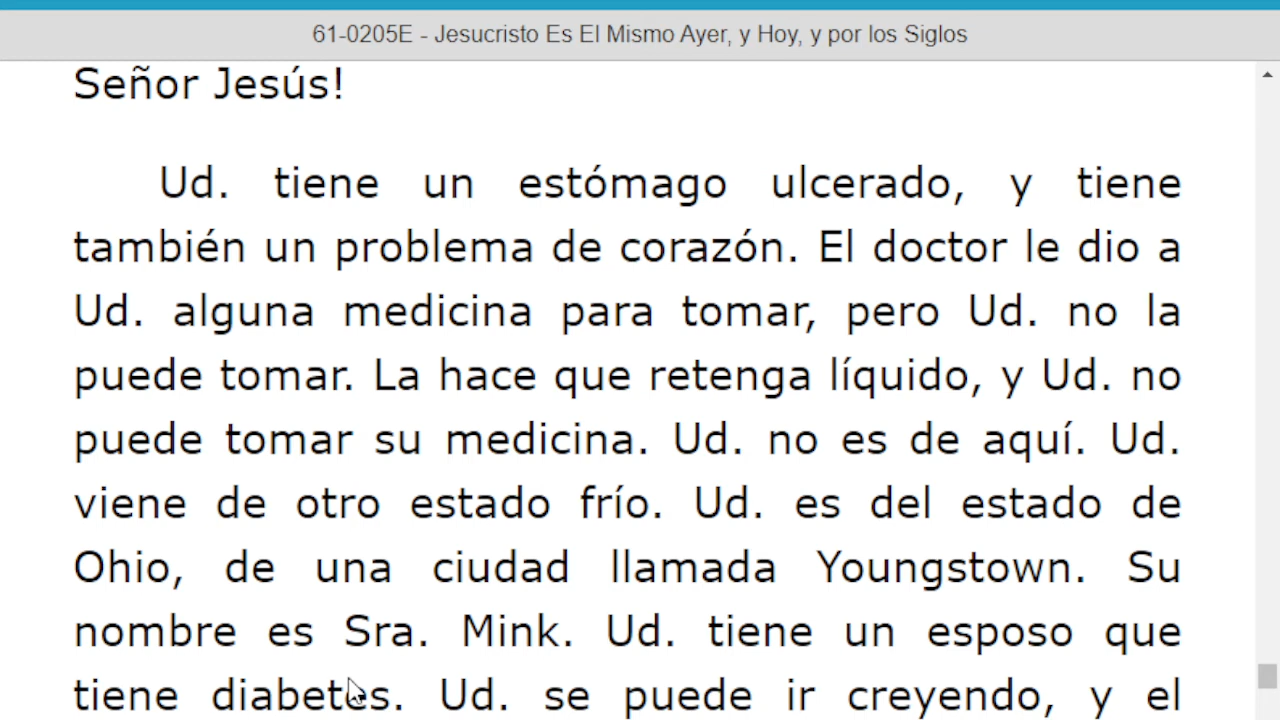 61-0205E - Jesucristo Es El Mismo Ayer, y Hoy, y por los Siglos
Señor Jesús!
Ud. tiene un estómago ulcerado, y tiene
también un problema de corazón. El doctor le dio a
Ud. alguna medicina para tomar, pero Ud. no la
puede tomar. La hace que retenga líquido, y Ud. no
puede tomar su medicina. Ud. no es de aquí. Ud.
viene de otro estado frío. Ud. es del estado de
Ohio, de una ciudad llamada Youngstown. Su
nombre es Sra. Mink. Ud. tiene un esposo que
tiene diabetes. Ud. se puede ir creyendo, y el